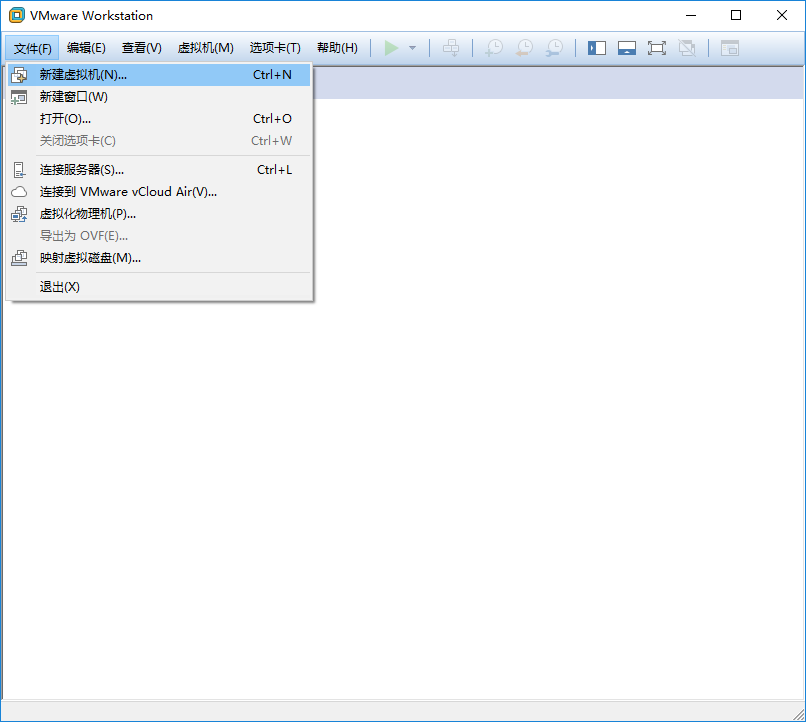 VMware Workstation
文件(F) 编辑(E) 查看(V) 虚拟机(M) 选项卡(T) 帮助(H)
新建虚拟机(N)... Ctrl+N
新建窗口(W)
打开(O)... Ctrl+O
关闭选项卡(C) Ctrl+W
连接服务器(S)... Ctrl+L
连接到 VMware vCloud Air(V)...
虚拟化物理机(P)...
导出为 OVF(E)...
映射虚拟磁盘(M)...
退出(X)